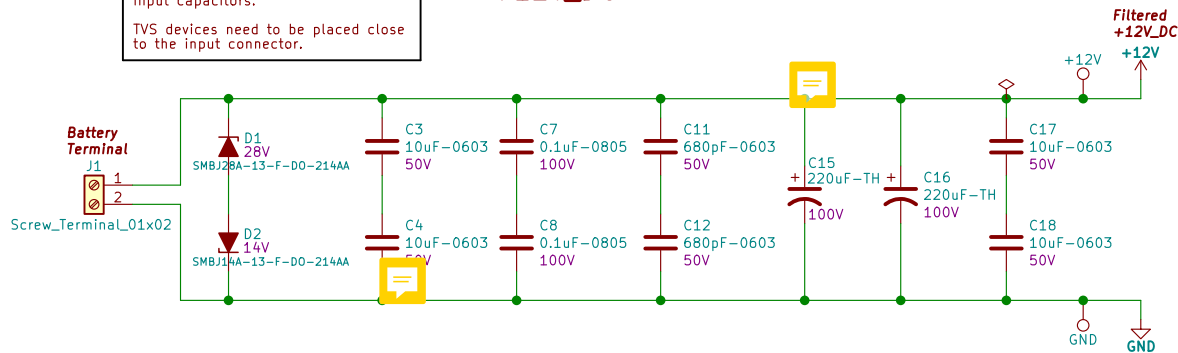 input capacitors.
TVS devices need to be placed close
to the input connector.
Filtered
+12V_DC
+12V
+12V
Battery
Terminal
J1
1
2
Screw_Terminal_01x02
D1
28V
SMBJ28A-13-F-DO-214AA
D2
14V
SMBJ14A-13-F-DO-214AA
C3
10uF-0603
50V
C4
10uF-0603
50V
C7
0.1uF-0805
100V
C8
0.1uF-0805
100V
C11
680pF-0603
50V
C12
680pF-0603
50V
C15
220uF-TH
100V
C16
220uF-TH
100V
C17
10uF-0603
50V
C18
10uF-0603
50V
GND
GND